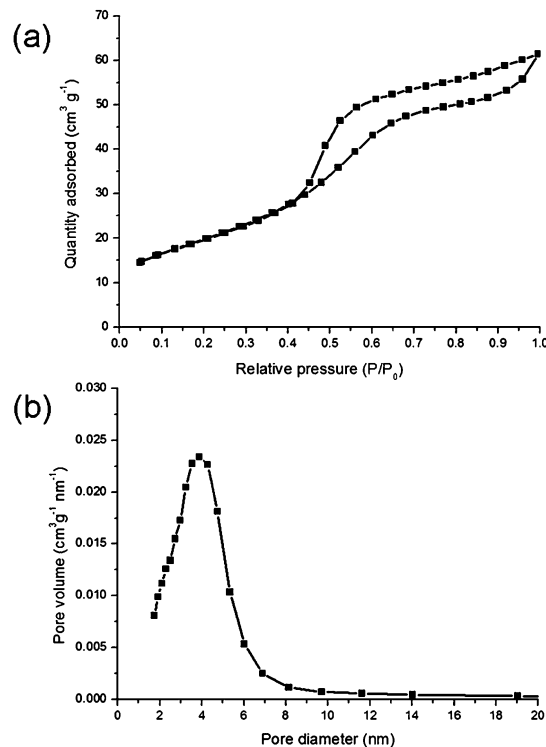 (a)
70
60
50
40
30
20
10
0
Quantity adsorbed (cm³ g⁻¹)
0.0 0.1 0.2 0.3 0.4 0.5 0.6 0.7 0.8 0.9 1.0
Relative pressure (P/P₀)
(b)
0.030
0.025
0.020
0.015
0.010
0.005
0.000
Pore volume (cm³g⁻¹ nm⁻¹)
0 2 4 6 8 10 12 14 16 18 20
Pore diameter (nm)